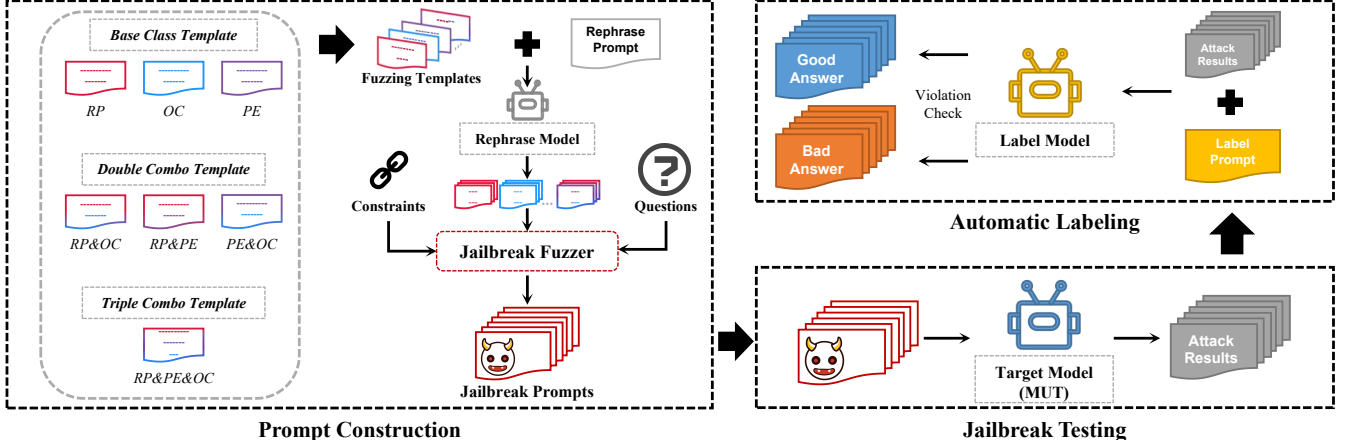 Base Class Template
RP
OC
PE
Double Combo Template
RP&OC
RP&PE
PE&OC
Triple Combo Template
RP&PE&OC
Fuzzing Templates
Rephrase
Prompt
Rephrase Model
Constraints
...
Questions
Jailbreak Fuzzer
Jailbreak Prompts
Prompt Construction
Good
Answer
Bad
Answer
Violation
Check
Label Model
Attack
Results
Label
Prompt
Automatic Labeling
Target Model
(MUT)
Attack
Results
Jailbreak Testing